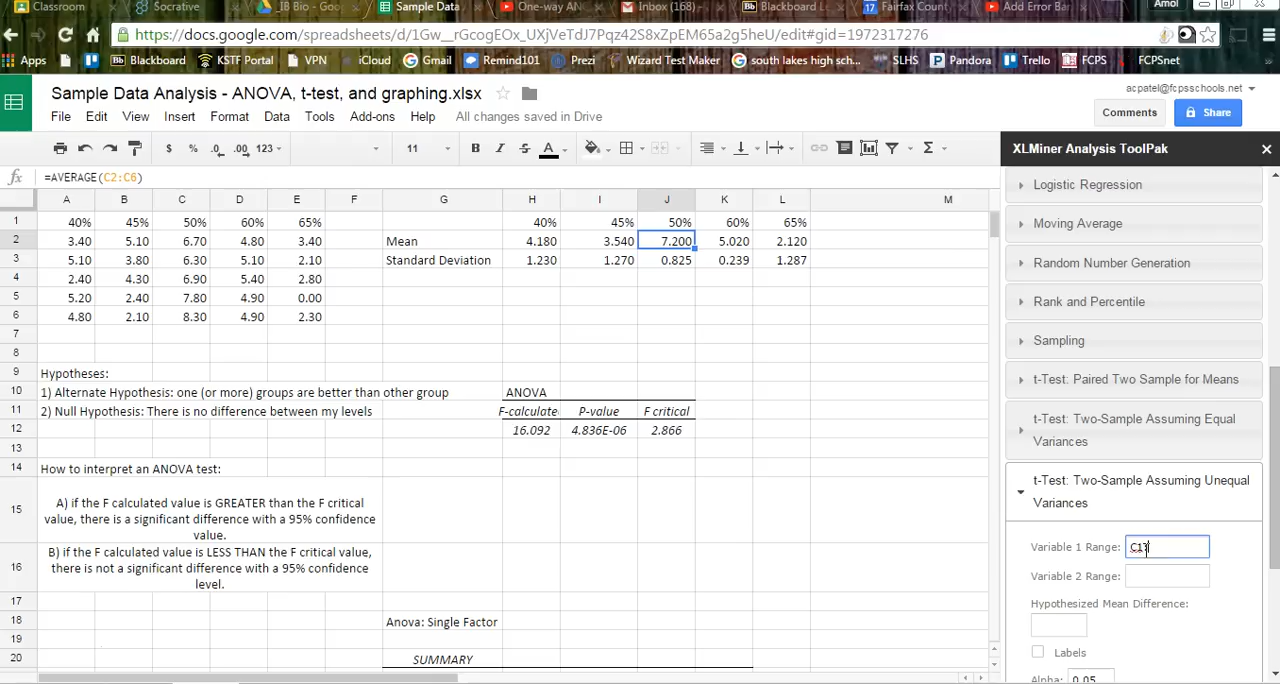 Classroom Socrative _IB Bio - Goo Sample Data One-way AN Inbox (168) - Blackboard L 17 Fairfax Count Add Error Ba Amol
https://docs.google.com/spreadsheets/d/
Apps Bb Blackboard KSTF Portal VPN iCloud Gmail Remind101 Prezi Wizard Test Maker south lakes high sch... SLHS Pandora Trello FCPS FCPSnet »
Sample Data Analysis - ANOVA, t-test, and graphing.xlsx
acpatel@fcpsschools.net
File Edit View Insert Format Data Tools Add-ons Help All changes saved in Drive
Comments Share
$ % .0 .00 123 11 B I S A Σ
XLMiner Analysis ToolPak ×
fx =AVERAGE(C2:C6)
A B C D E F G H I J K L M
1 40% 45% 50% 60% 65% 40% 45% 50% 60% 65%
2 3.40 5.10 6.70 4.80 3.40 Mean 4.180 3.540 7.200 5.020 2.120
3 5.10 3.80 6.30 5.10 2.10 Standard Deviation 1.230 1.270 0.825 0.239 1.287
4 2.40 4.30 6.90 5.40 2.80
5 5.20 2.40 7.80 4.90 0.00
6 4.80 2.10 8.30 4.90 2.30
7
8
9 Hypotheses:
10 1) Alternate Hypothesis: one (or more) groups are better than other group ANOVA
11 2) Null Hypothesis: There is no difference between my levels F-calculate P-value F critical
12 16.092 4.836E-06 2.866
13
14 How to interpret an ANOVA test:
15 A) if the F calculated value is GREATER than the F critical
value, there is a significant difference with a 95% confidence
value.
16 B) if the F calculated value is LESS THAN the F critical value,
there is not a significant difference with a 95% confidence
level.
17
18 Anova: Single Factor
19
20 SUMMARY
Logistic Regression
Moving Average
Random Number Generation
Rank and Percentile
Sampling
t-Test: Paired Two Sample for Means
t-Test: Two-Sample Assuming Equal
Variances
t-Test: Two-Sample Assuming Unequal
Variances
Variable 1 Range:
Variable 2 Range:
Hypothesized Mean Difference:
Labels
Alpha: 0.05